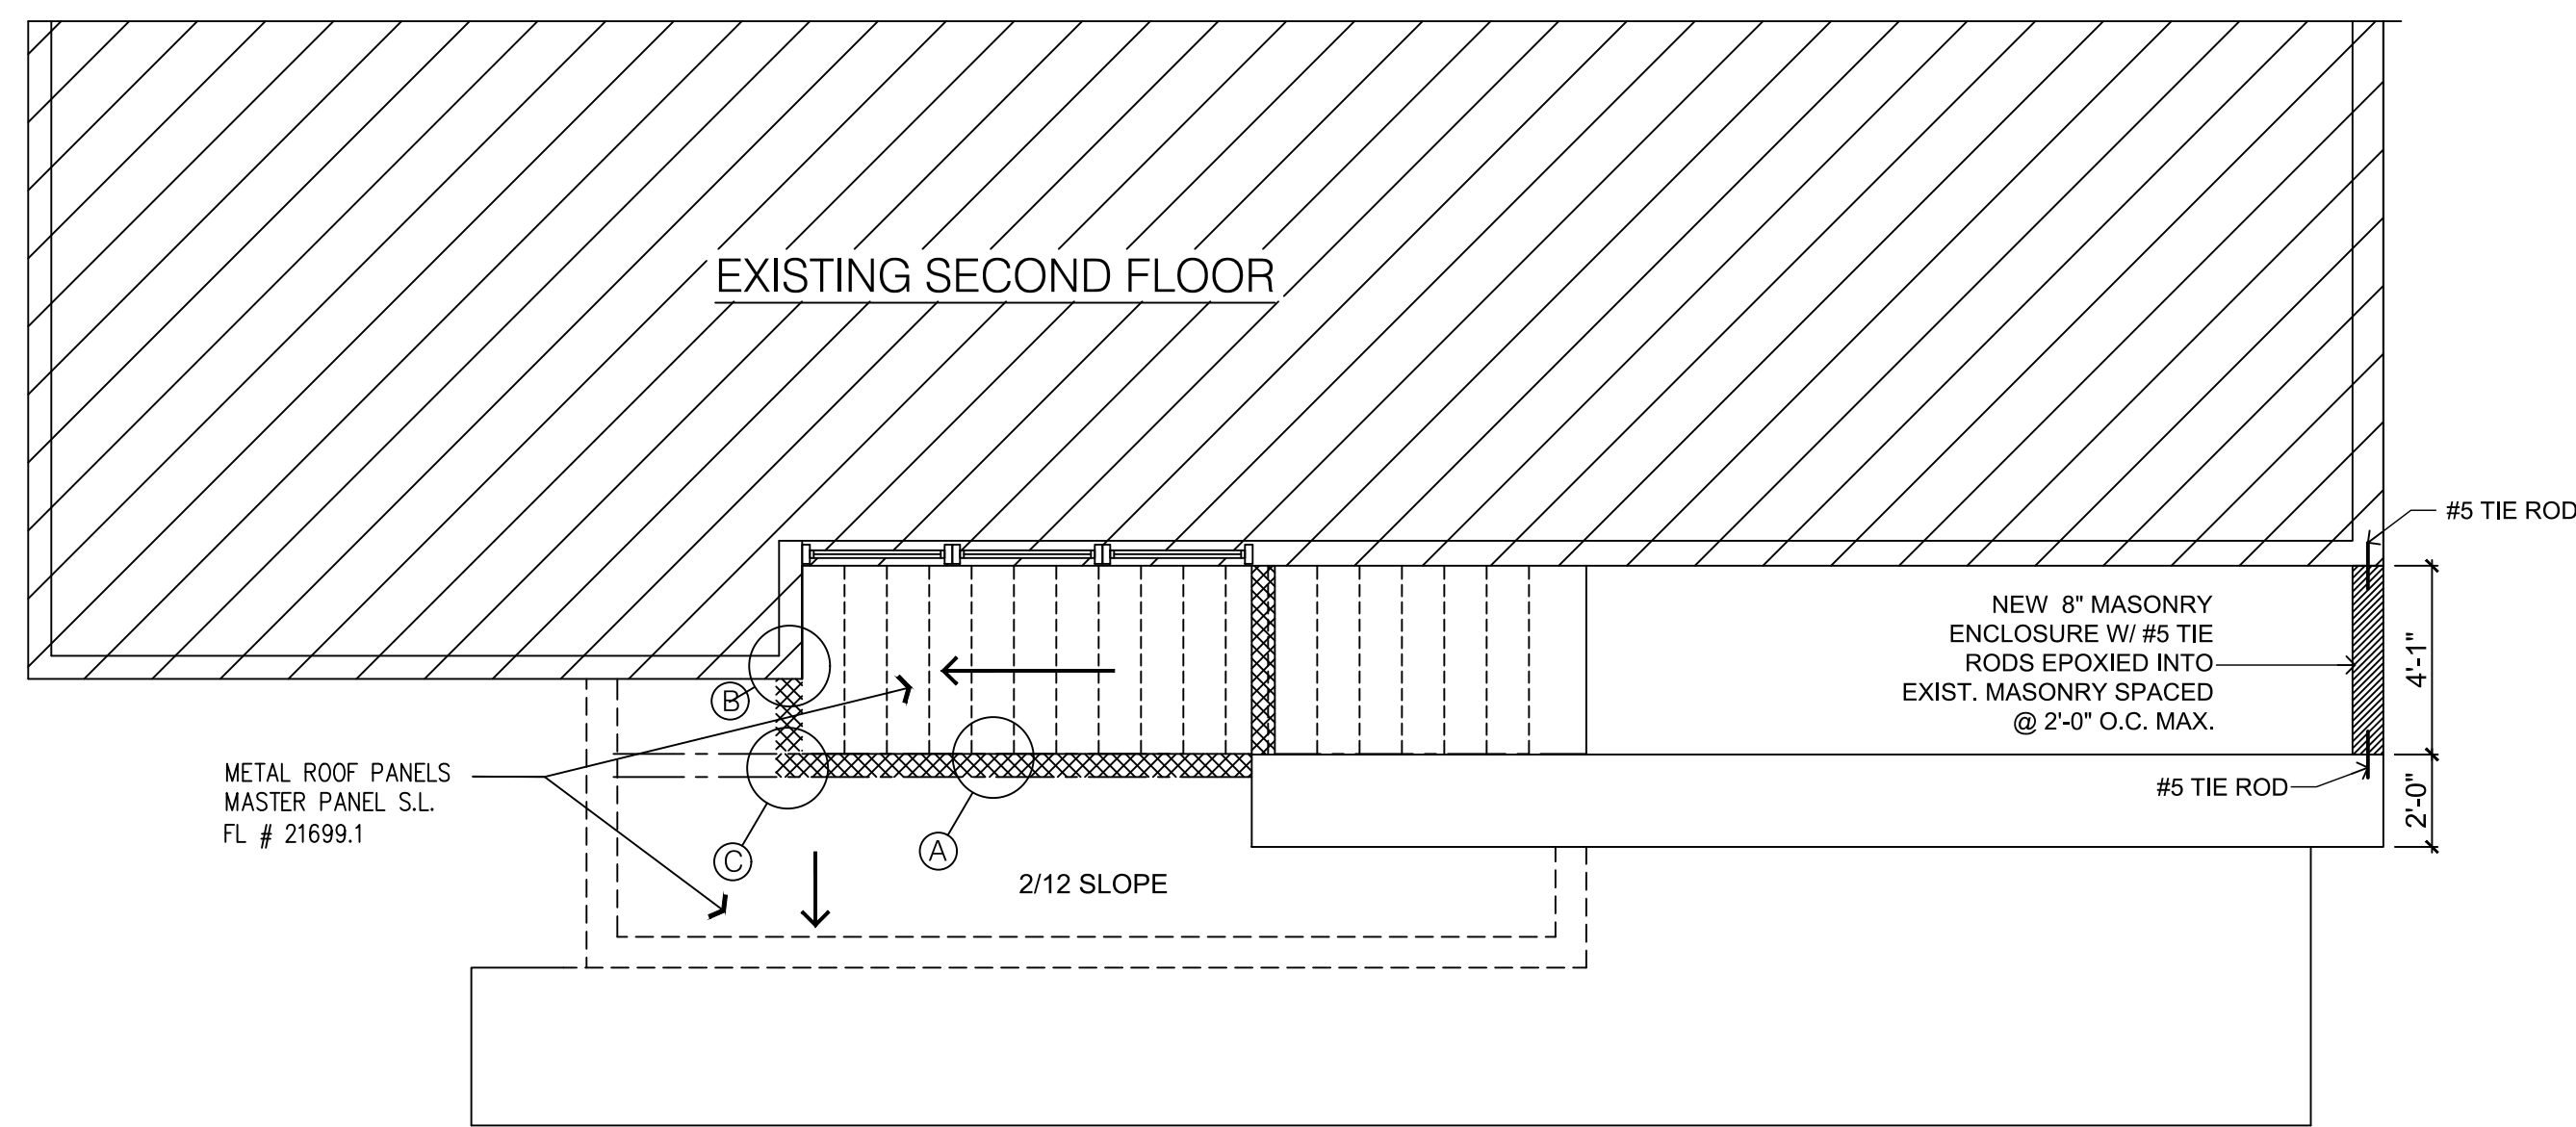 EXISTING SECOND FLOOR
#5 TIE ROD
NEW 8" MASONRY
ENCLOSURE W/ #5 TIE
RODS EPOXIED INTO
EXIST. MASONRY SPACED
@ 2'-0" O.C. MAX.
4'-1"
B
METAL ROOF PANELS
MASTER PANEL S.L.
FL # 21699.1
#5 TIE ROD
2'-0"
C
A
2/12 SLOPE